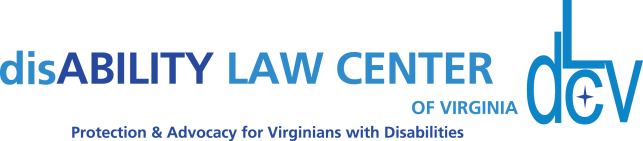 disABILITY LAW CENTER
OF VIRGINIA
Protection & Advocacy for Virginians with Disabilities
dLcv